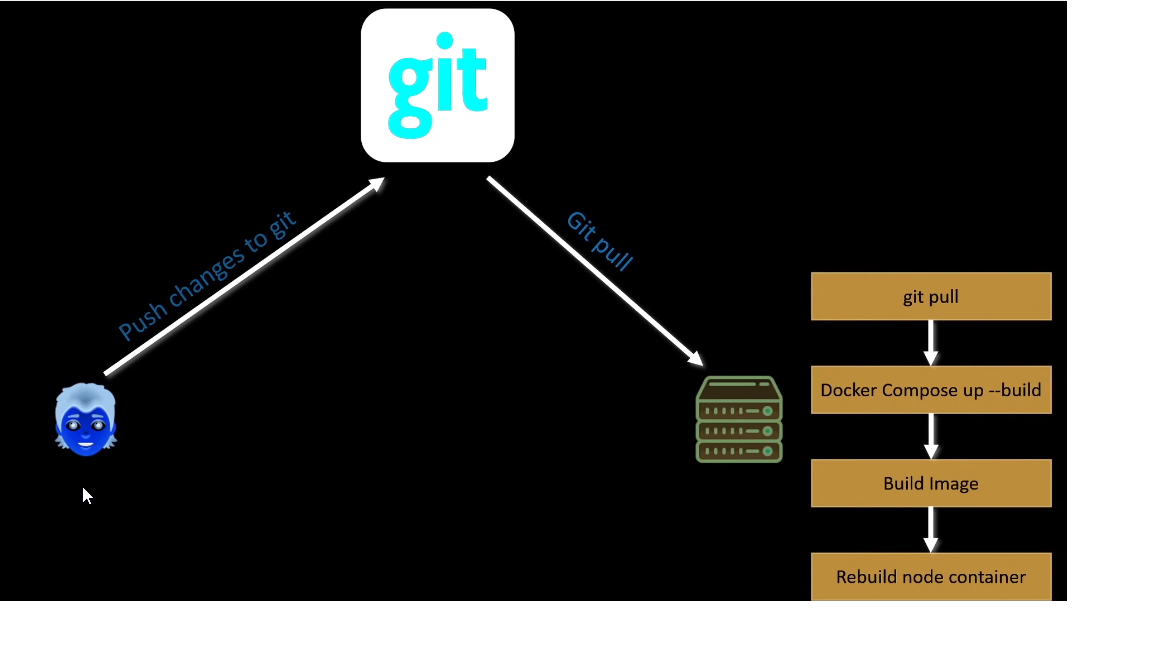 git
Push changes to git
Git pull
git pull
Docker Compose up --build
Build Image
Rebuild node container